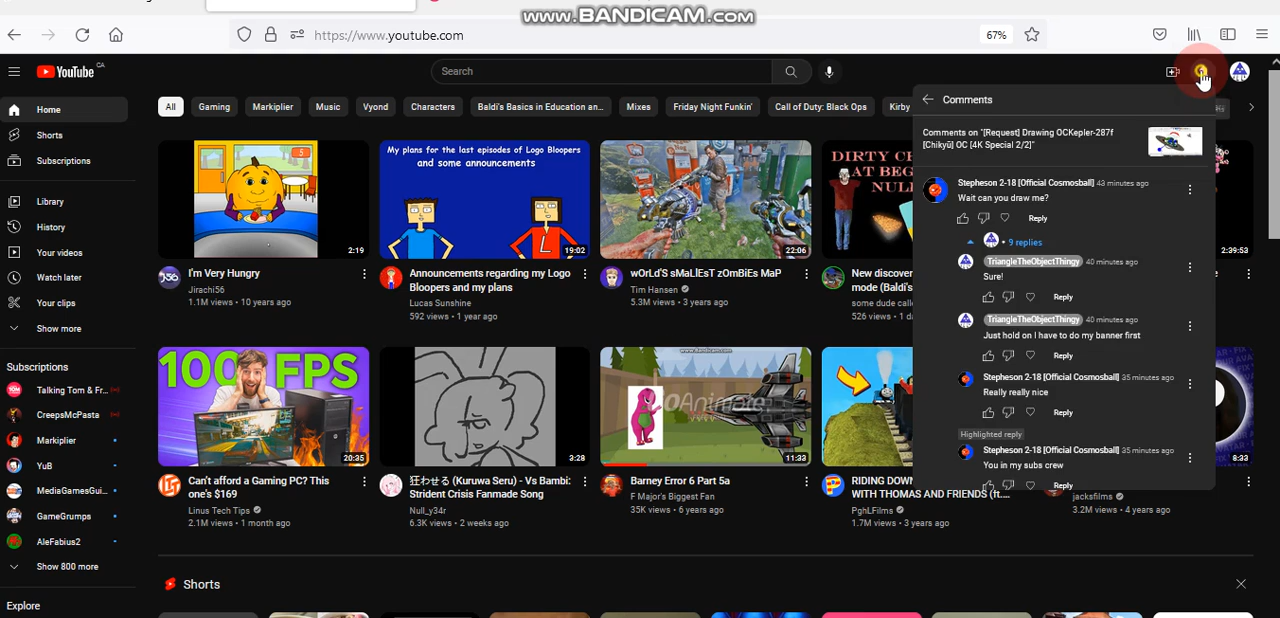 www.BANDICAM.com
https://www.youtube.com
67%
YouTube CA
Search
All
Gaming
Markiplier
Music
Vyond
Characters
Baldi's Basics in Education an...
Mixes
Friday Night Funkin'
Call of Duty: Black Ops
Kirby
Home
Shorts
Subscriptions
Library
History
Your videos
Watch later
Your clips
Show more
Subscriptions
Talking Tom & Fr...
CreepsMcPasta
Markiplier
YuB
MediaGamesGui...
GameGrumps
AleFabius2
Show 800 more
Explore
5
2:19
I'm Very Hungry
Jirachi56
1.1M views • 10 years ago
My plans for the last episodes of Logo Bloopers
and some announcements
L
19:02
Announcements regarding my Logo
Bloopers and my plans
Lucas Sunshine
592 views • 1 year ago
22:06
wOrLd'S sMaLlEsT zOmBiEs MaP
Tim Hansen
5.3M views • 3 years ago
DIRTY
AT BEG
NULL
New discover
mode (Baldi's
some dude
526 views • 1
2:39:53
100 FPS
20:35
Can't afford a Gaming PC? This
one's $169
Linus Tech Tips
2.1M views • 1 month ago
3:28
狂わせる (Kuruwa Seru) - Vs Bambi:
Strident Crisis Fanmade Song
Null_y34r
6.3K views • 2 weeks ago
www.BANDICAM.com
GoAnimate
11:33
Barney Error 6 Part 5a
F Major's Biggest Fan
35K views • 6 years ago
RIDING DOW
WITH THOMAS AND FRIENDS (ft....
PghLFilms
1.7M views • 3 years ago
8:33
jacksfilms
3.2M views • 4 years ago
Shorts
Comments
Comments on "[Request] Drawing OCKepler-287f
[Chikyū] OC [4K Special 2/2]"
Stepheson 2-18 [Official Cosmosball] 43 minutes ago
Wait can you draw me?
Reply
• 9 replies
TriangleTheObjectThingy 40 minutes ago
Sure!
Reply
TriangleTheObjectThingy 40 minutes ago
Just hold on I have to do my banner first
Reply
Stepheson 2-18 [Official Cosmosball] 35 minutes ago
Really really nice
Reply
Highlighted reply
Stepheson 2-18 [Official Cosmosball] 35 minutes ago
You in my subs crew
Reply